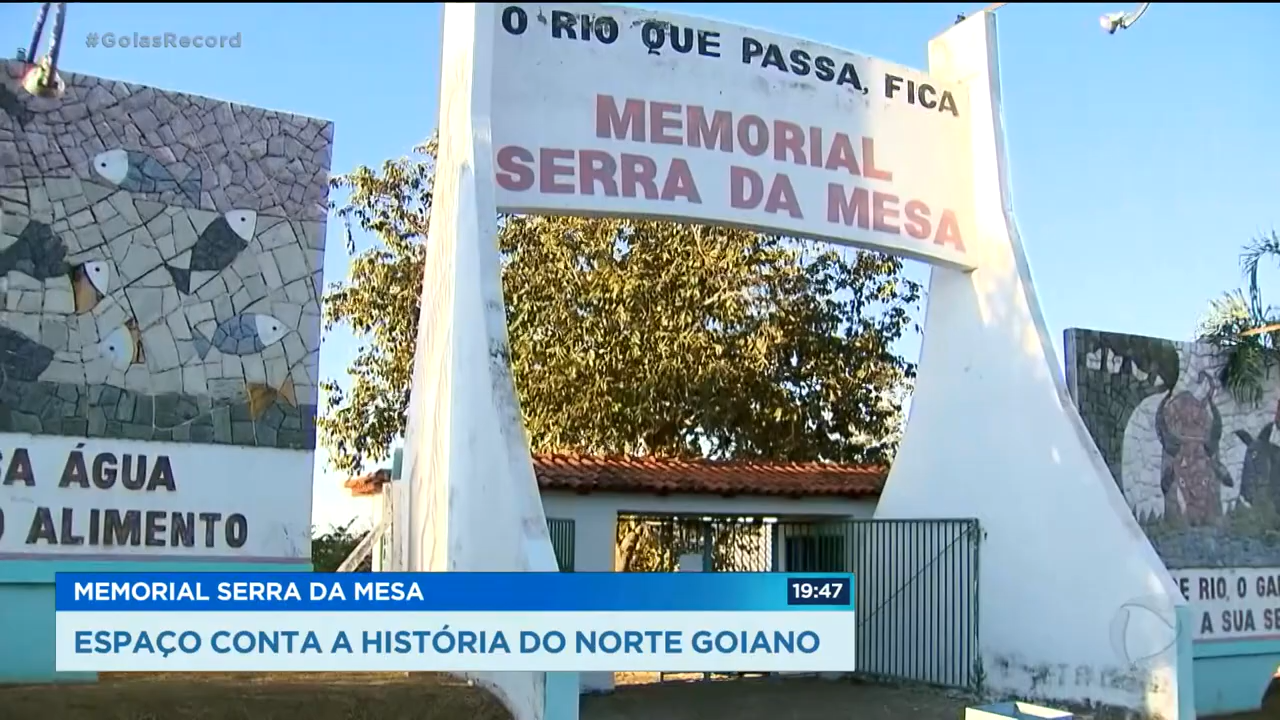 #GoiasRecord
O RIO QUE PASSA, FICA
MEMORIAL
SERRA DA MESA
ÁGUA
ALIMENTO
RIO, O
A SUA
MEMORIAL SERRA DA MESA
19:47
ESPAÇO CONTA A HISTÓRIA DO NORTE GOIANO